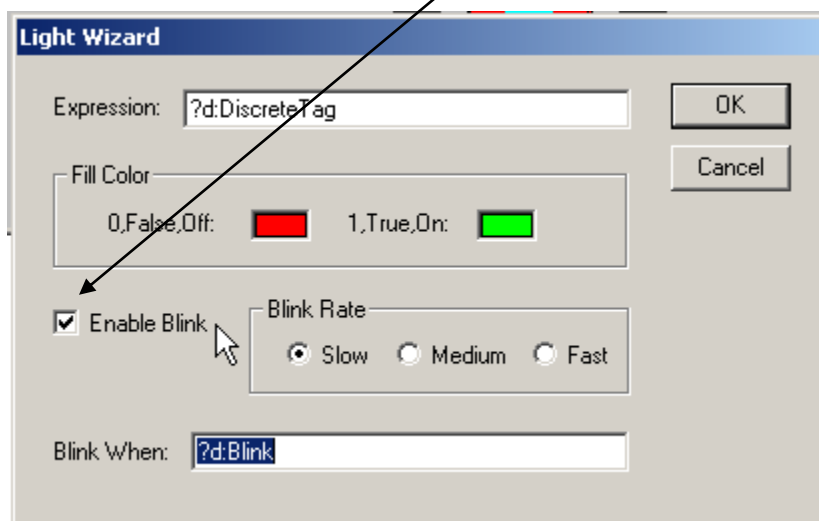 Light Wizard
Expression: ?d:DiscreteTag OK
Cancel
Fill Color
0,False,Off: 1,True,On:
Enable Blink
Blink Rate
Slow Medium Fast
Blink When: ?d:Blink